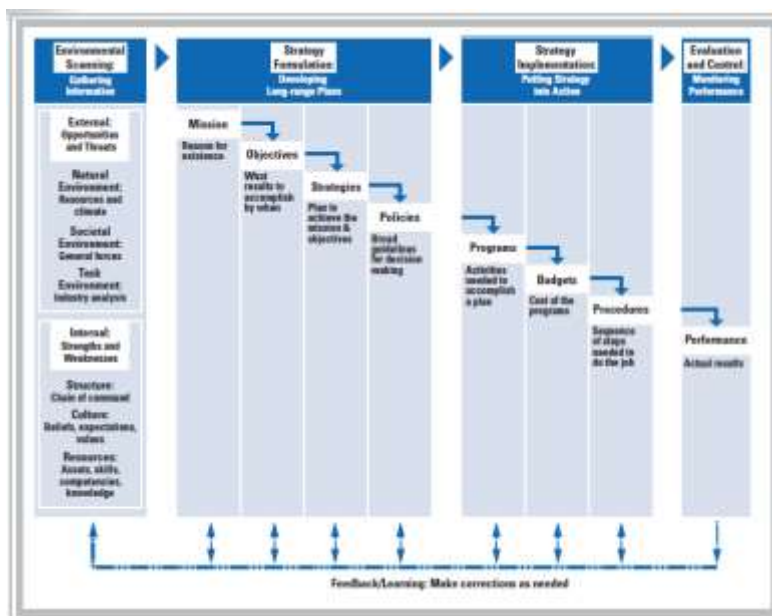 Environmental
Scanning:
Gathering
Information
Strategy
Formulation:
Developing
Long-range Plans
Strategy
Implementation:
Putting Strategy
into Action
Evaluation
and Control:
Monitoring
Performance
External:
Opportunities
and Threats
Natural
Environment:
Resources and
climate
Societal
Environment:
General forces
Task
Environment:
Industry analysis
Internal:
Strengths and
Weaknesses
Structure:
Chain of command
Culture:
Beliefs, expectations,
values
Resources:
Assets, skills,
competencies,
knowledge
Mission
Reason for
existence
Objectives
What
results to
accomplish
by when
Strategies
Plan to
achieve the
mission &
objectives
Policies
Broad
guidelines
for decision
making
Programs
Activities
needed to
accomplish
a plan
Budgets
Cost of the
programs
Procedures
Sequence
of steps
needed to
do the job
Performance
Actual results
Feedback/Learning: Make corrections as needed